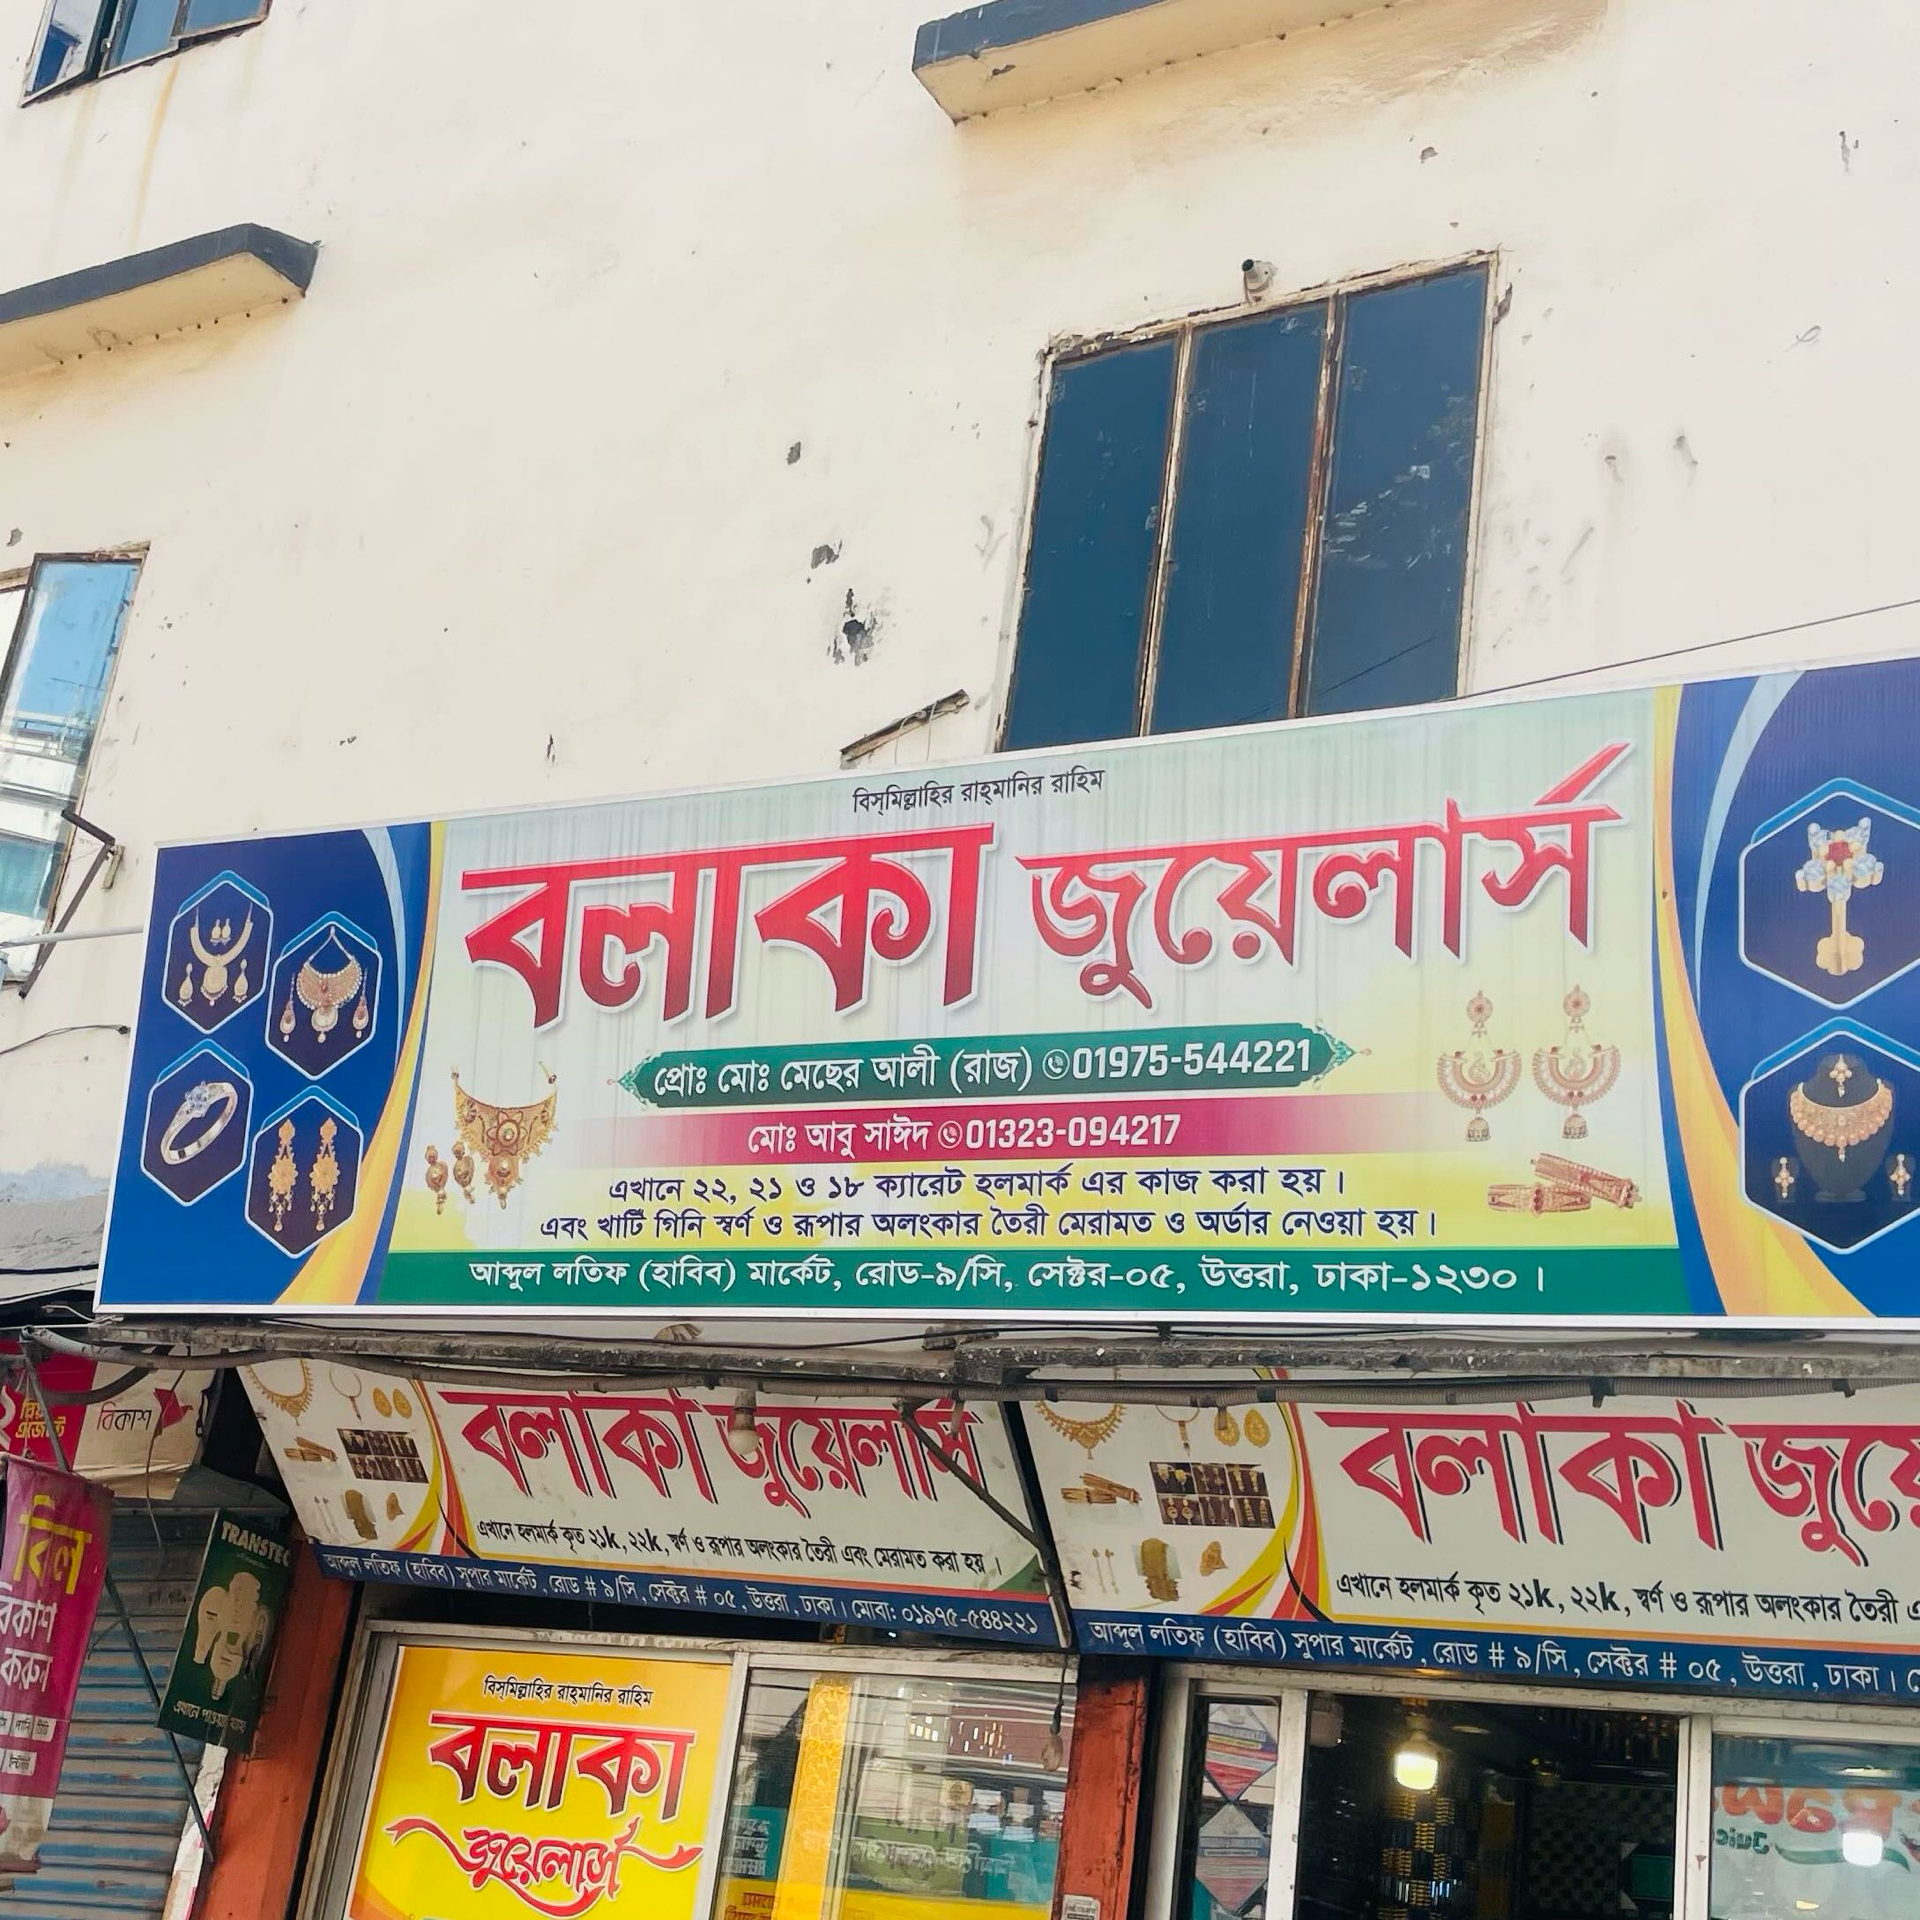 বিস্‌মিল্লাহির রাহ্‌মানির রাহিম
বলাকা জুয়েলার্স
প্রোঃ মোঃ মেছের আলী (রাজ) 01975-544221
মোঃ আবু সাঈদ 01323-094217
এখানে ২২, ২১ ও ১৮ ক্যারেট হলমার্ক এর কাজ করা হয়।
এবং খাটি গিনি স্বর্ণ ও রূপার অলংকার তৈরী মেরামত ও অর্ডার নেওয়া হয়।
আব্দুল লতিফ (হাবিব) মার্কেট, রোড-৯/সি, সেক্টর-০৫, উত্তরা, ঢাকা-১২৩০।
বলাকা জুয়েলার্স
এখানে হলমার্ক কৃত ২১k, ২২k, স্বর্ণ ও রূপার অলংকার তৈরী এবং মেরামত করা হয়।
আব্দুল লতিফ (হাবিব) সুপার মার্কেট, রোড # ৯/সি, সেক্টর # ০৫, উত্তরা, ঢাকা। মোবা: ০১৯৭৫-৫৪৪২২১
বলাকা জুয়ে
এখানে হলমার্ক কৃত ২১k, ২২k, স্বর্ণ ও রূপার অলংকার তৈরী
আব্দুল লতিফ (হাবিব) সুপার মার্কেট, রোড # ৯/সি, সেক্টর # ০৫, উত্তরা, ঢাকা।
বিকাশ
বিল
বিকাশ
করুন
TRANSTEC
বিস্‌মিল্লাহির রাহ্‌মানির রাহিম
বলাকা
জুয়েলার্স